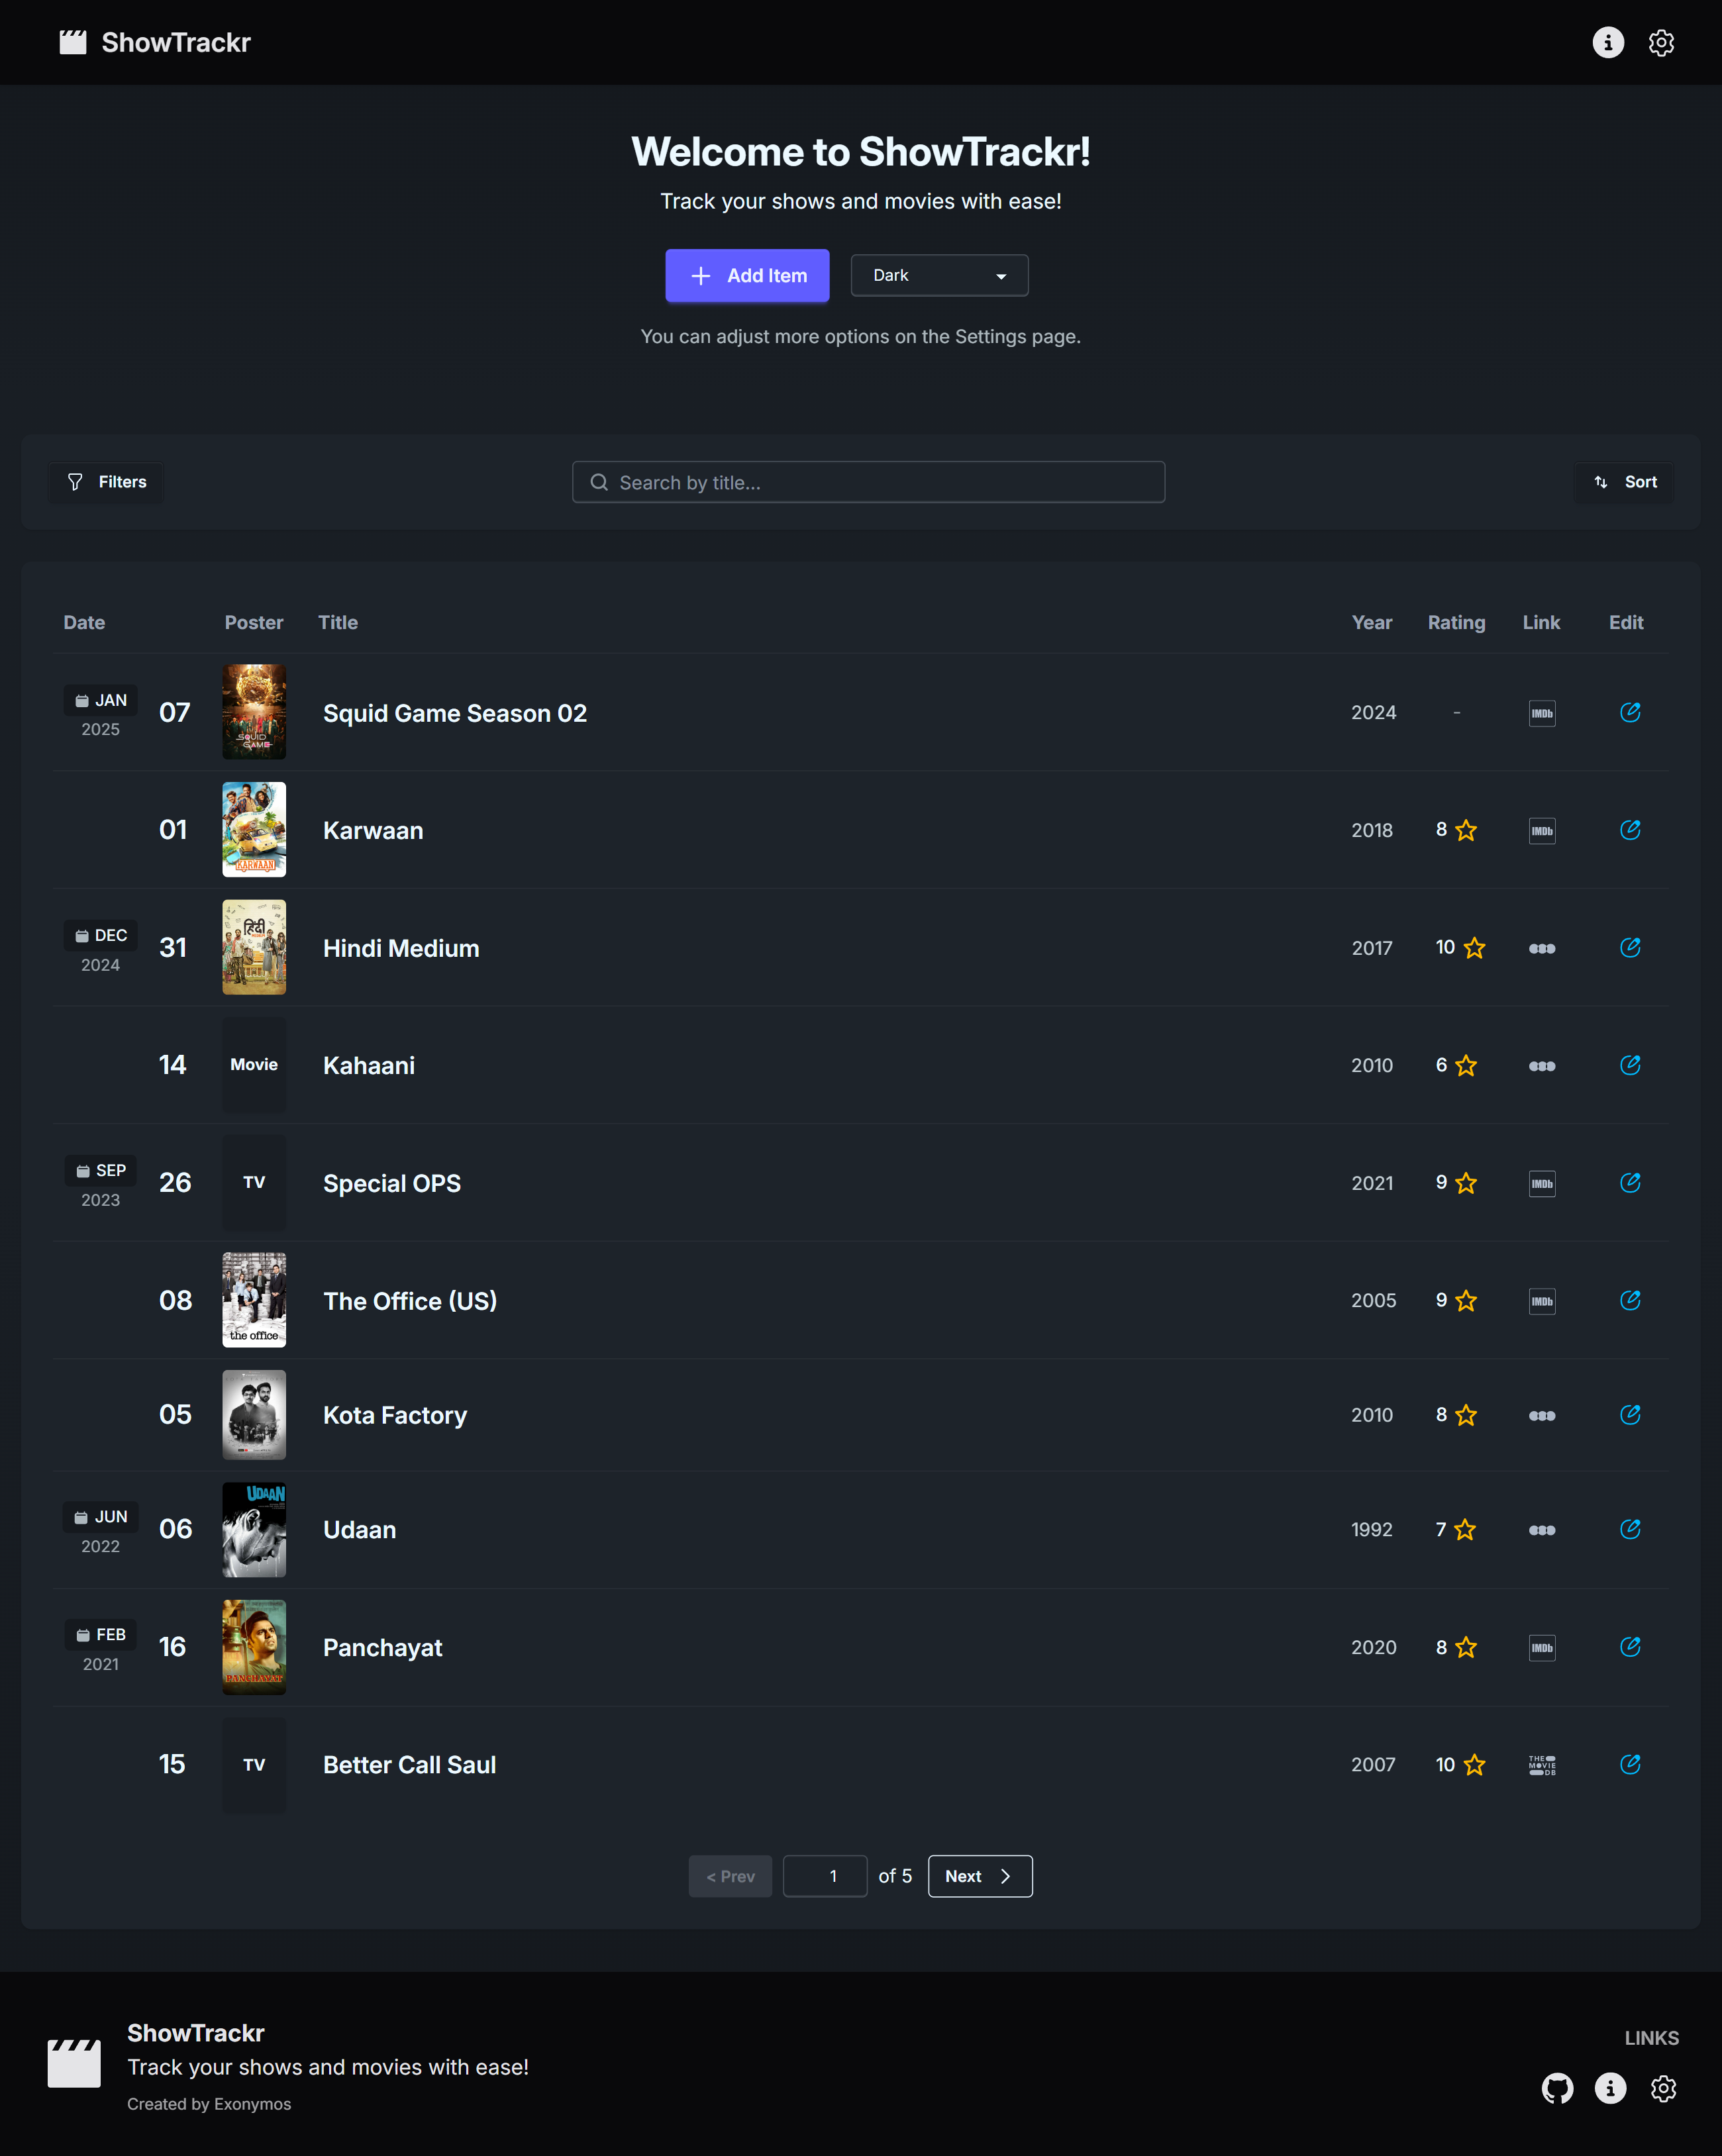 ShowTrackr
Welcome to ShowTrackr!
Track your shows and movies with ease!
Add Item
Dark
You can adjust more options on the Settings page.
Filters
Search by title...
Sort
Date Poster Title Year Rating Link Edit
JAN
2025
07
SQUID
GAME
Squid Game Season 02 2024 - IMDb
01
KARWAAN
Karwaan 2018 8 IMDb
DEC
2024
31
हिंदी
Hindi Medium 2017 10
14 Movie Kahaani 2010 6
SEP
2023
26 TV Special OPS 2021 9 IMDb
08
the office
The Office (US) 2005 9 IMDb
05 Kota Factory 2010 8
JUN
2022
06
UDAAN
Udaan 1992 7
FEB
2021
16
PANCHAYAT
Panchayat 2020 8 IMDb
15 TV Better Call Saul 2007 10
THE
MOVIE
DB
< Prev 1 of 5 Next
ShowTrackr
Track your shows and movies with ease!
Created by Exonymos
LINKS